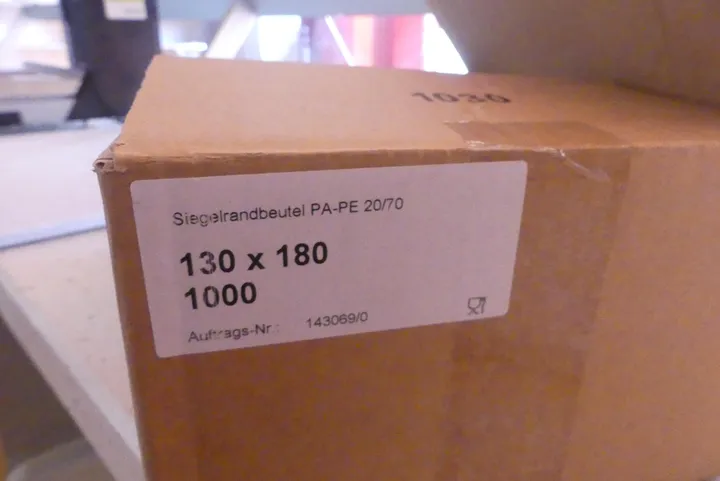 1030
Siegelrandbeutel PA-PE 20/70
130 x 180
1000
Auftrags-Nr.: 143069/0